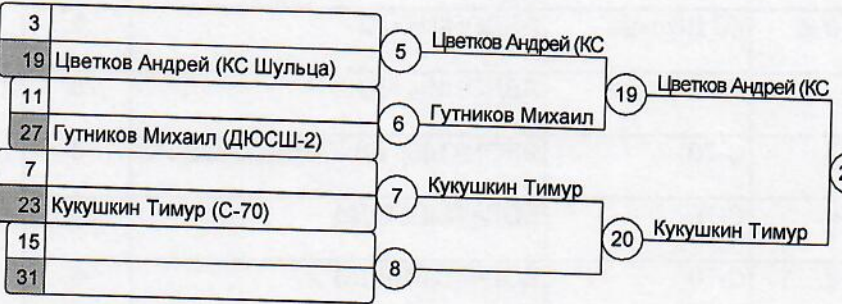 3
19 Цветков Андрей (КС Шульца)
11
27 Гутников Михаил (ДЮСШ-2)
7
23 Кукушкин Тимур (С-70)
15
31
5 Цветков Андрей (КС
6 Гутников Михаил
7 Кукушкин Тимур
8
19 Цветков Андрей (КС
20 Кукушкин Тимур